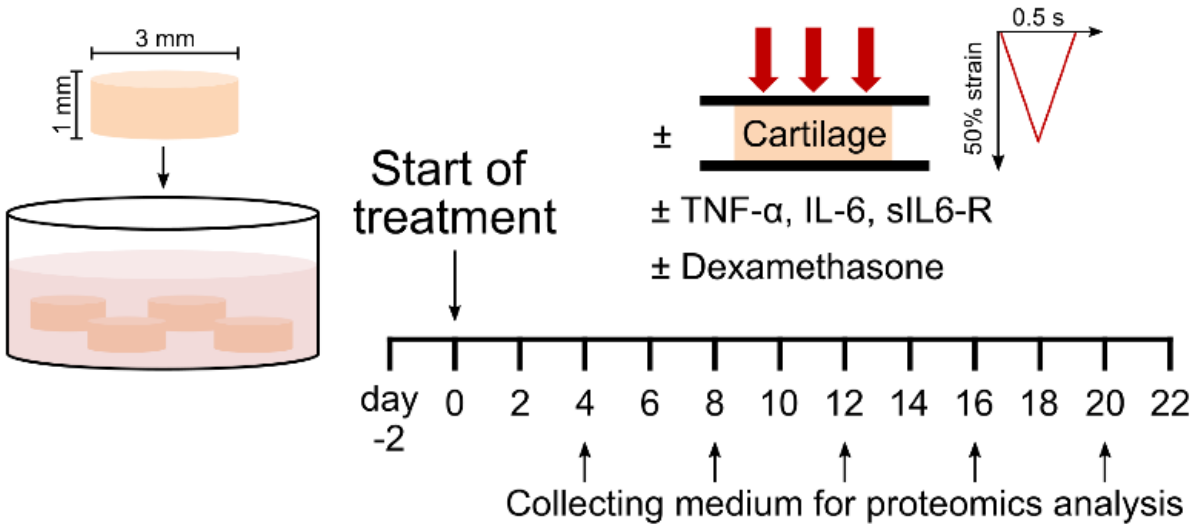 3 mm
1 mm
Start of
treatment
0.5 s
50% strain
±
Cartilage
± TNF-α, IL-6, sIL6-R
± Dexamethasone
day
-2
0 2 4 6 8 10 12 14 16 18 20 22
Collecting medium for proteomics analysis